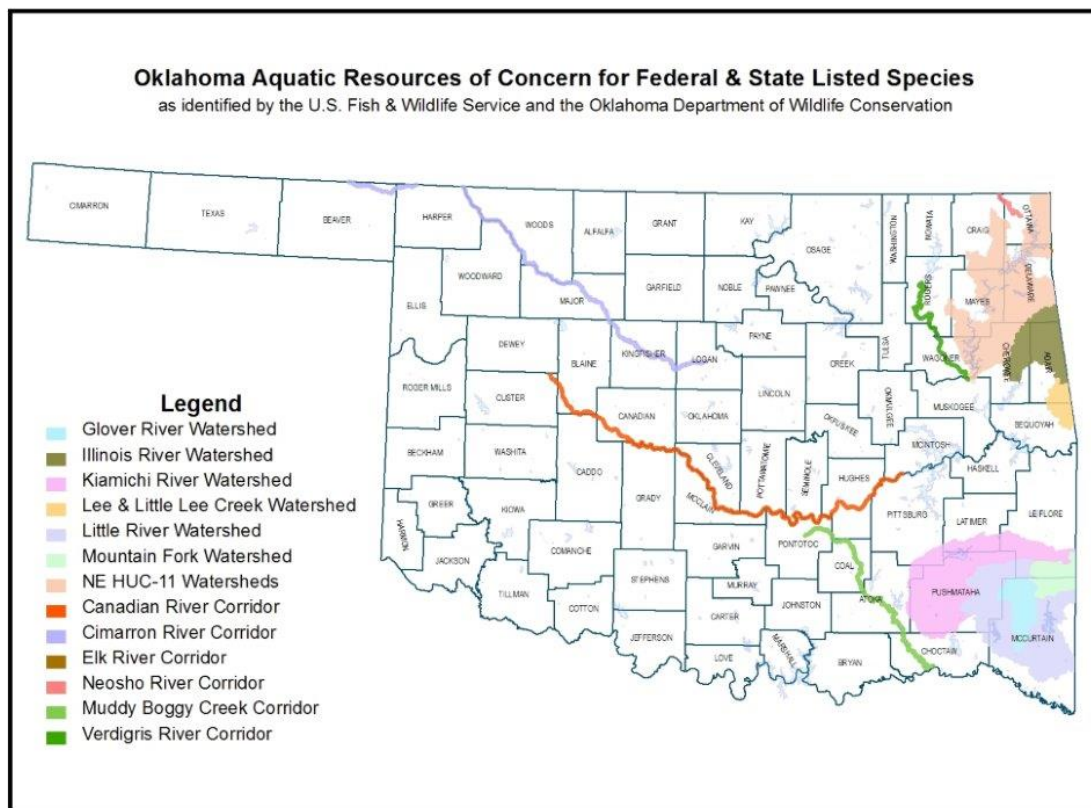 Oklahoma Aquatic Resources of Concern for Federal & State Listed Species
as identified by the U.S. Fish & Wildlife Service and the Oklahoma Department of Wildlife Conservation
CIMARRON
TEXAS
BEAVER
HARPER
WOODS
ALFALFA
GRANT
KAY
OSAGE
WASHINGTON
NOWATA
CRAIG
OTTAWA
WOODWARD
ELLIS
MAJOR
GARFIELD
NOBLE
PAWNEE
ROGERS
MAYES
DELAWARE
DEWEY
BLAINE
KINGFISHER
LOGAN
PAYNE
CREEK
TULSA
WAGONER
CHEROKEE
ADAIR
ROGER MILLS
CUSTER
CANADIAN
OKLAHOMA
LINCOLN
OKFUSKEE
OKMULGEE
MUSKOGEE
SEQUOYAH
BECKHAM
WASHITA
CADDO
GRADY
CLEVELAND
MCCLAIN
POTTAWATOMIE
SEMINOLE
HUGHES
MCINTOSH
HASKELL
PITTSBURG
LATIMER
LEFLORE
HARMON
GREER
KIOWA
JACKSON
COMANCHE
TILLMAN
COTTON
STEPHENS
JEFFERSON
GARVIN
MURRAY
CARTER
LOVE
PONTOTOC
COAL
JOHNSTON
MARSHALL
ATOKA
BRYAN
PUSHMATAHA
CHOCTAW
MCCURTAIN
Legend
Glover River Watershed
Illinois River Watershed
Kiamichi River Watershed
Lee & Little Lee Creek Watershed
Little River Watershed
Mountain Fork Watershed
NE HUC-11 Watersheds
Canadian River Corridor
Cimarron River Corridor
Elk River Corridor
Neosho River Corridor
Muddy Boggy Creek Corridor
Verdigris River Corridor